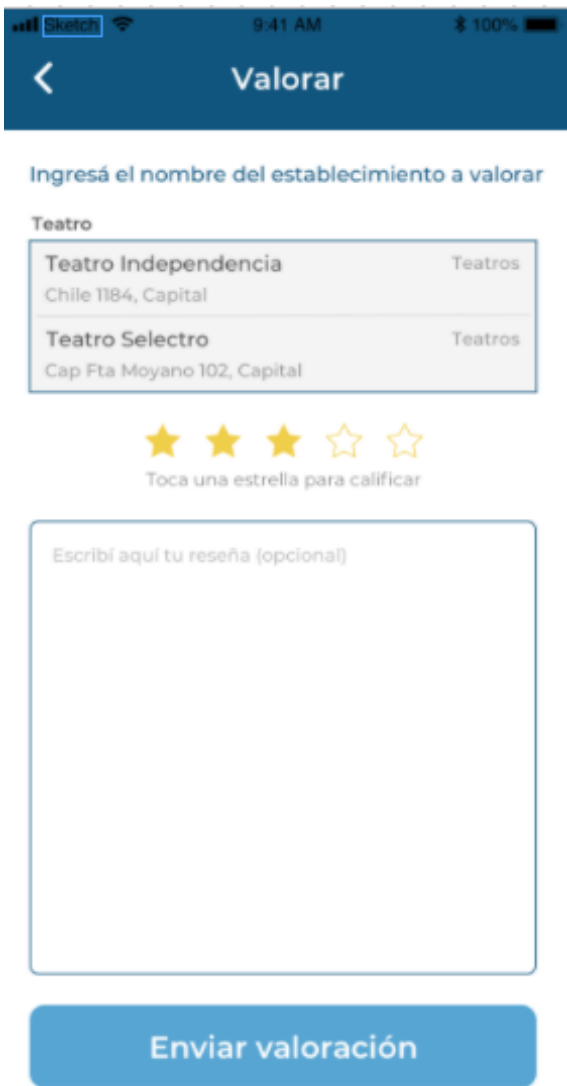 Sketch 9:41 AM 100%
Valorar
Ingresá el nombre del establecimiento a valorar
Teatro
Teatro Independencia Teatros
Chile 1184, Capital
Teatro Selectro Teatros
Cap Fta Moyano 102, Capital
Toca una estrella para calificar
Escribí aquí tu reseña (opcional)
Enviar valoración